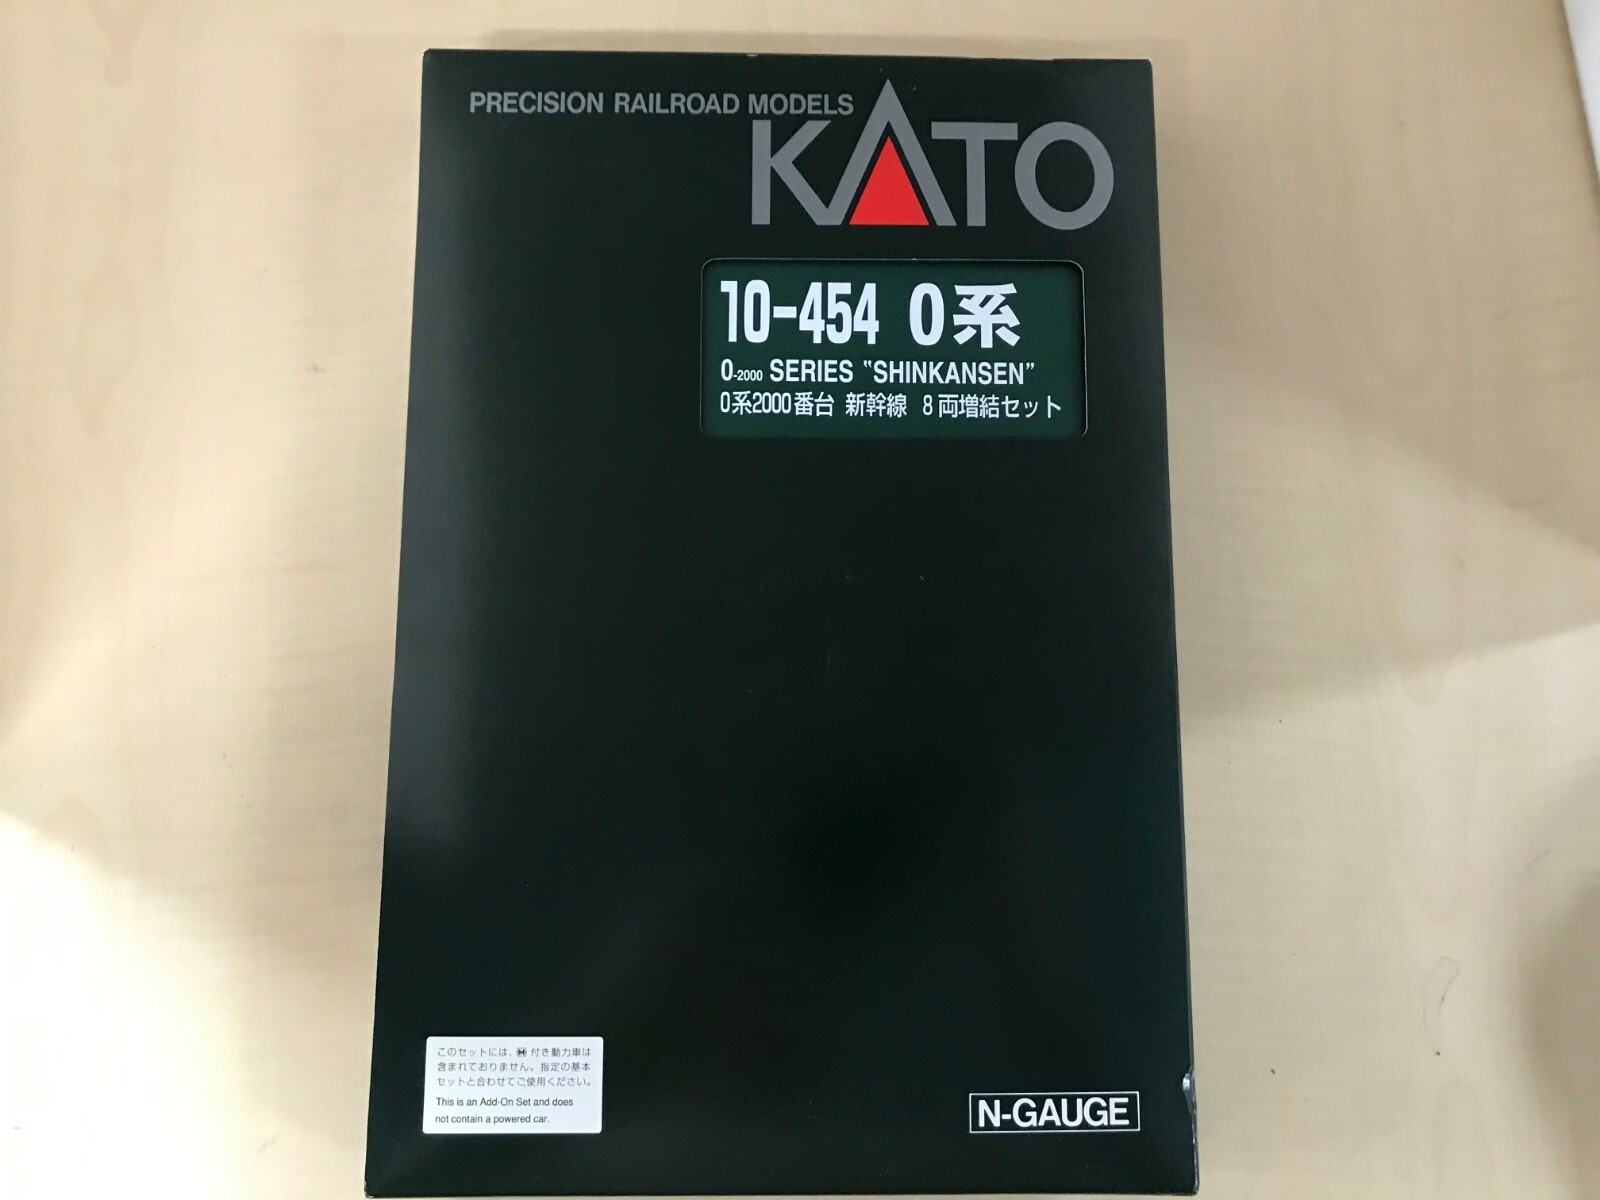 PRECISION RAILROAD MODELS
KATO
10-454 0系
0-2000 SERIES "SHINKANSEN"
0系2000番台 新幹線 8両増結セット
このセットには、M付き動力車は
含まれておりません。指定の基本
セットと合わせてご使用ください。
This is an Add-On Set and does
not contain a powered car.
N-GAUGE